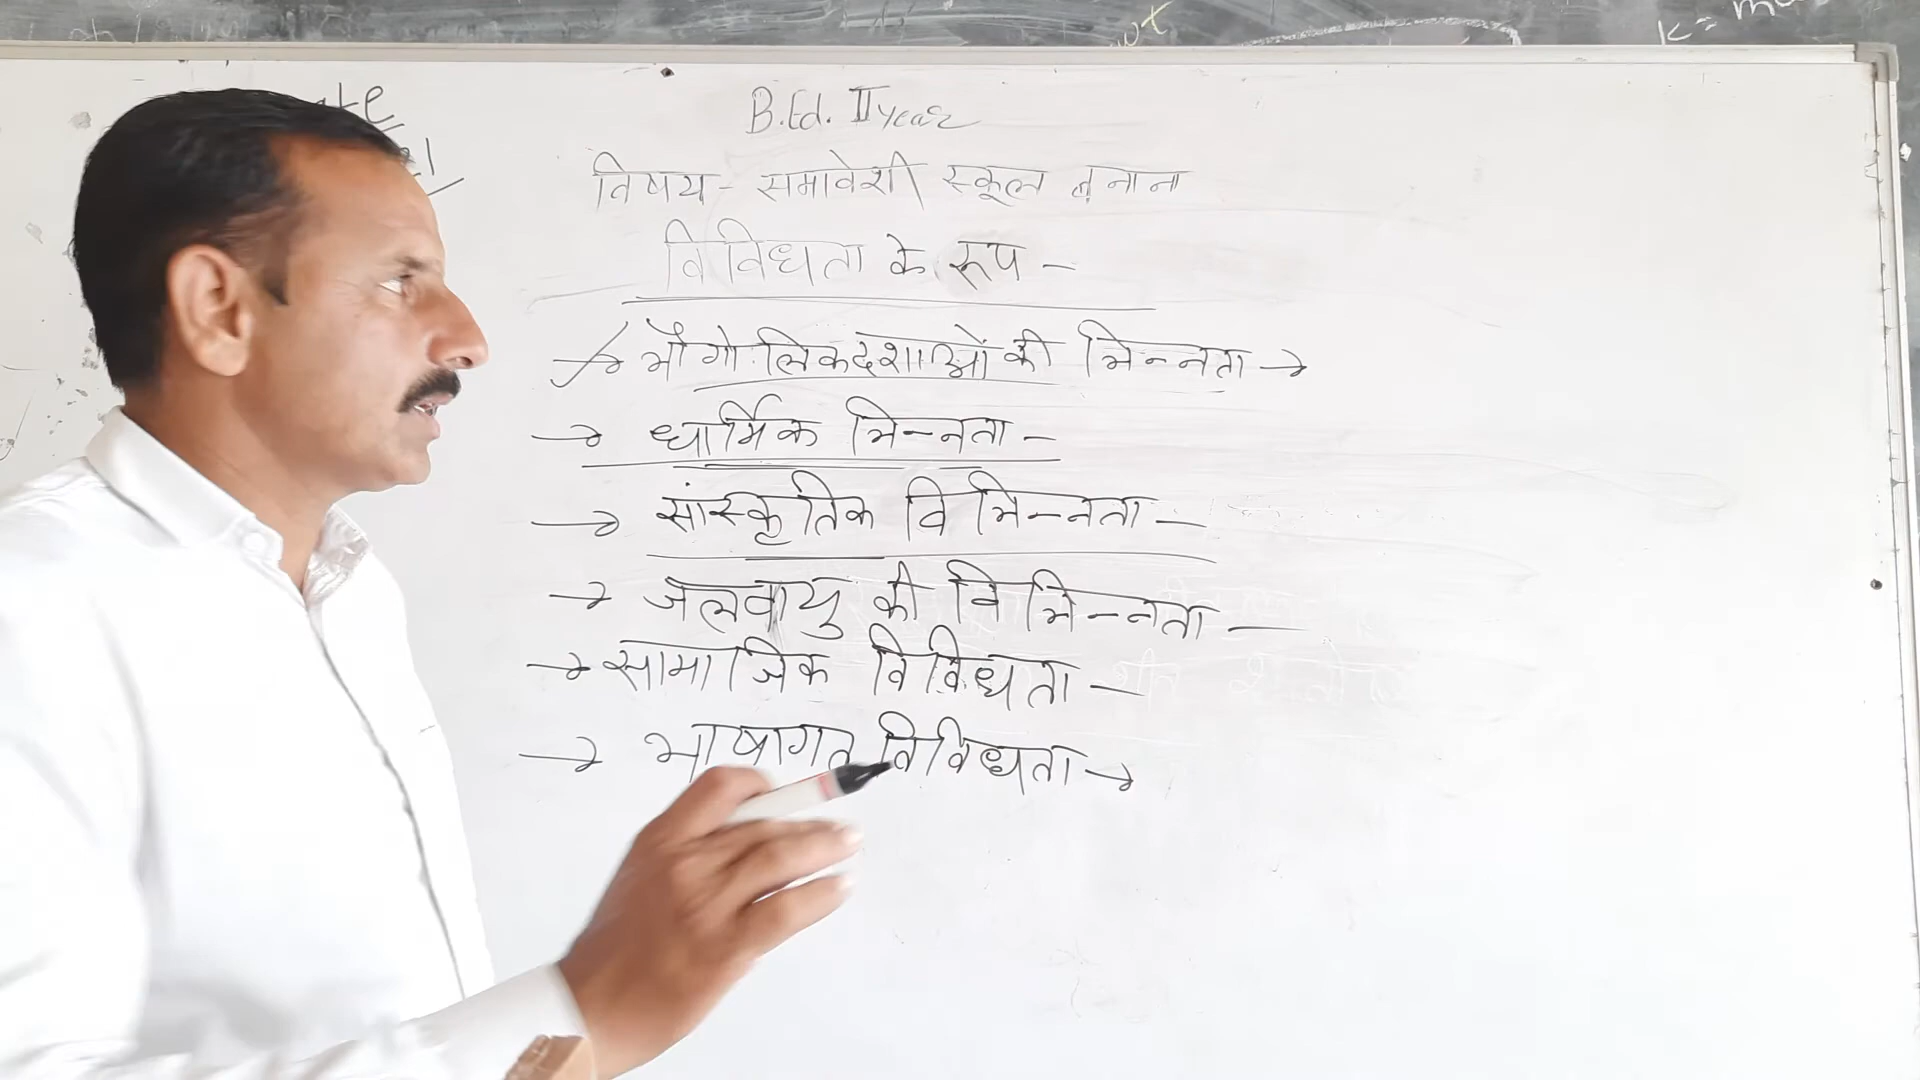 B.Ed. II year
विषय - समावेशी स्कूल बनाना
विविधता के रूप -
→ भौगोलिक दशाओं की भिन्नता →
→ धार्मिक भिन्नता -
→ सांस्कृतिक विभिन्नता -
→ जलवायु की विभिन्नता -
→ सामाजिक विविधता -
→ भाषागत विविधता →